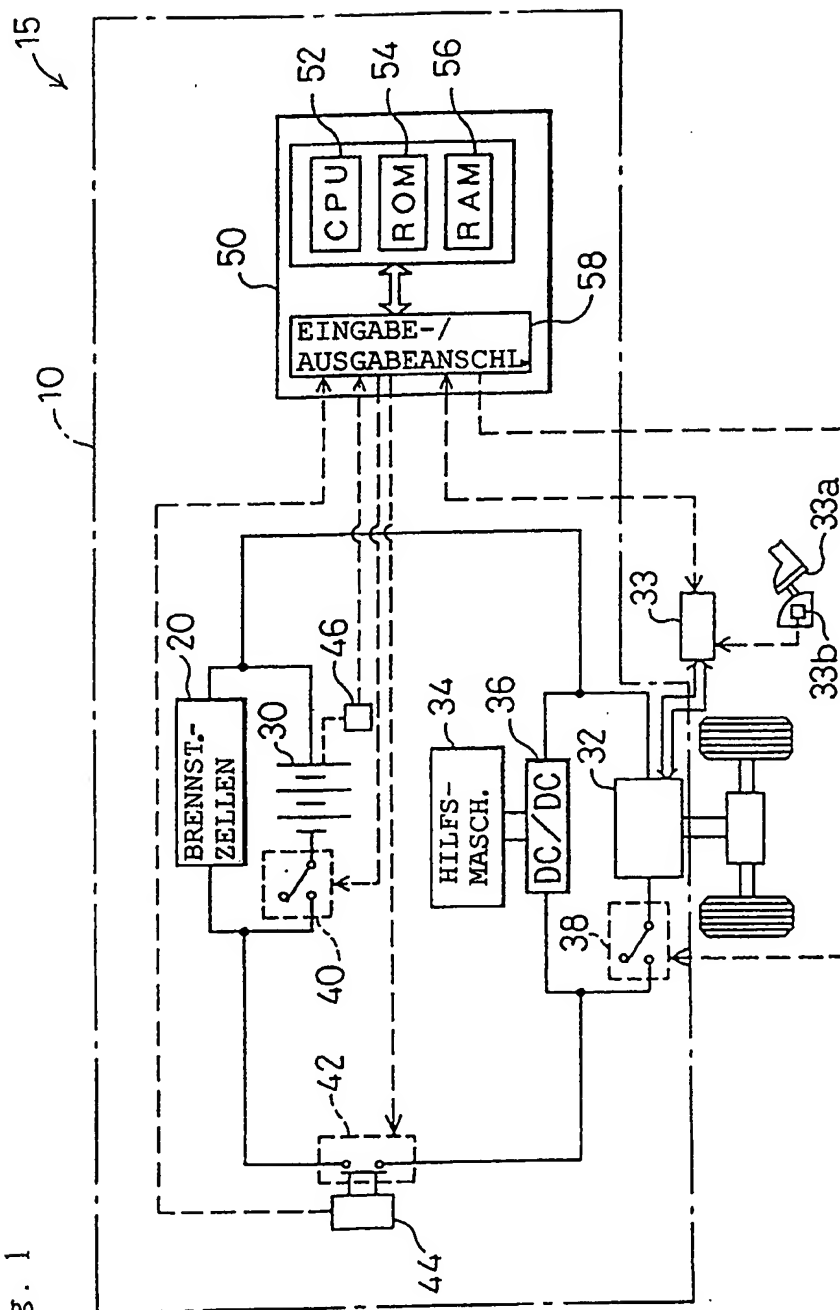 g. 1
10
15
20
BRENNST.-
ZELLEN
30
46
40
42
44
50
CPU
52
ROM
54
RAM
56
EINGABE-/
AUSGABEANSCHL.
58
34
HILFS-
MASCH.
36
DC/DC
32
38
33
33a
33b